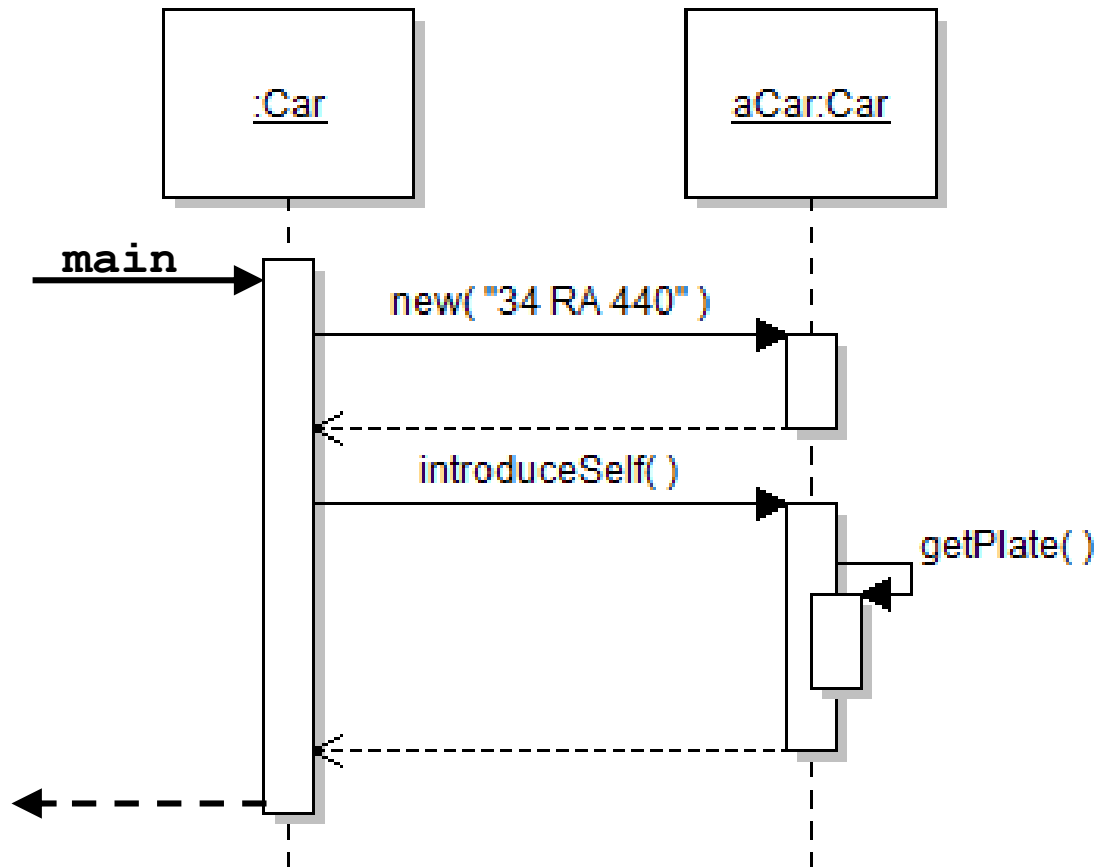 :Car
aCar:Car
main
new( "34 RA 440" )
introduceSelf( )
getPlate( )